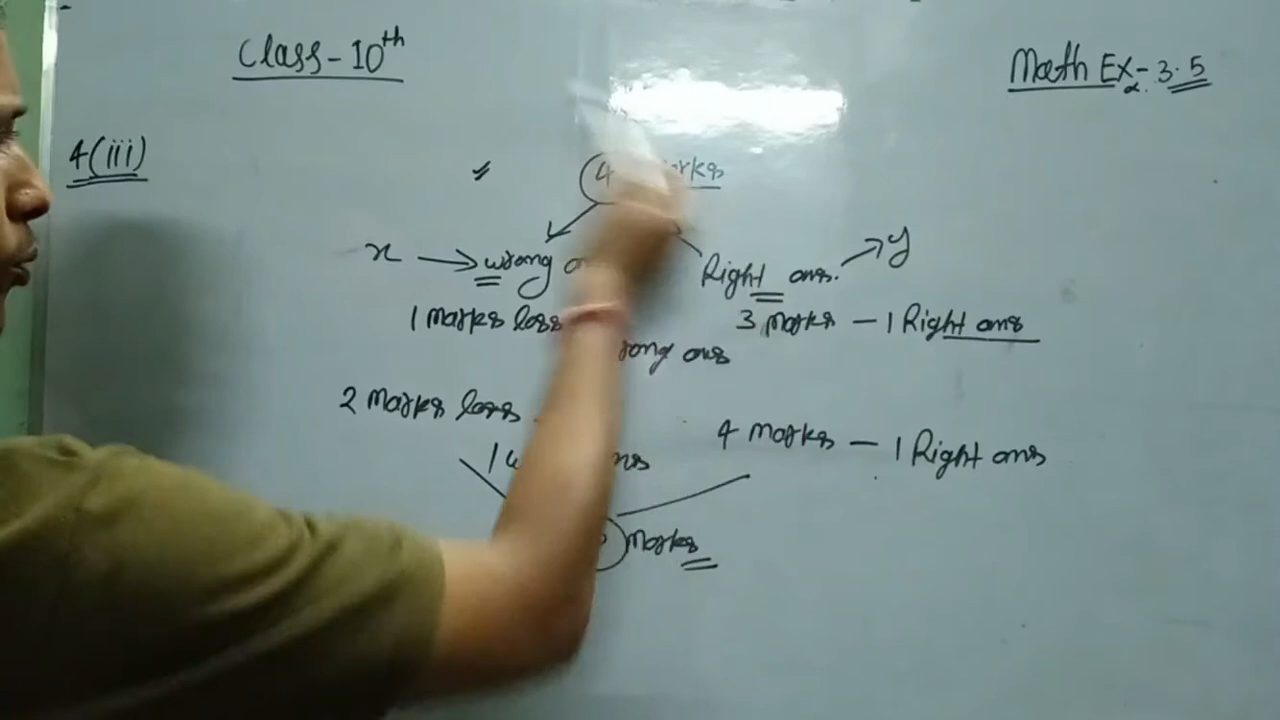 Class-10th
Math Ex-3.5
4(iii)
4
x → wrong
Right ans. → y
1 Marks loss
3 Marks - 1 Right ans
ans
2 Marks loss
4 Marks - 1 Right ans
1
Marks